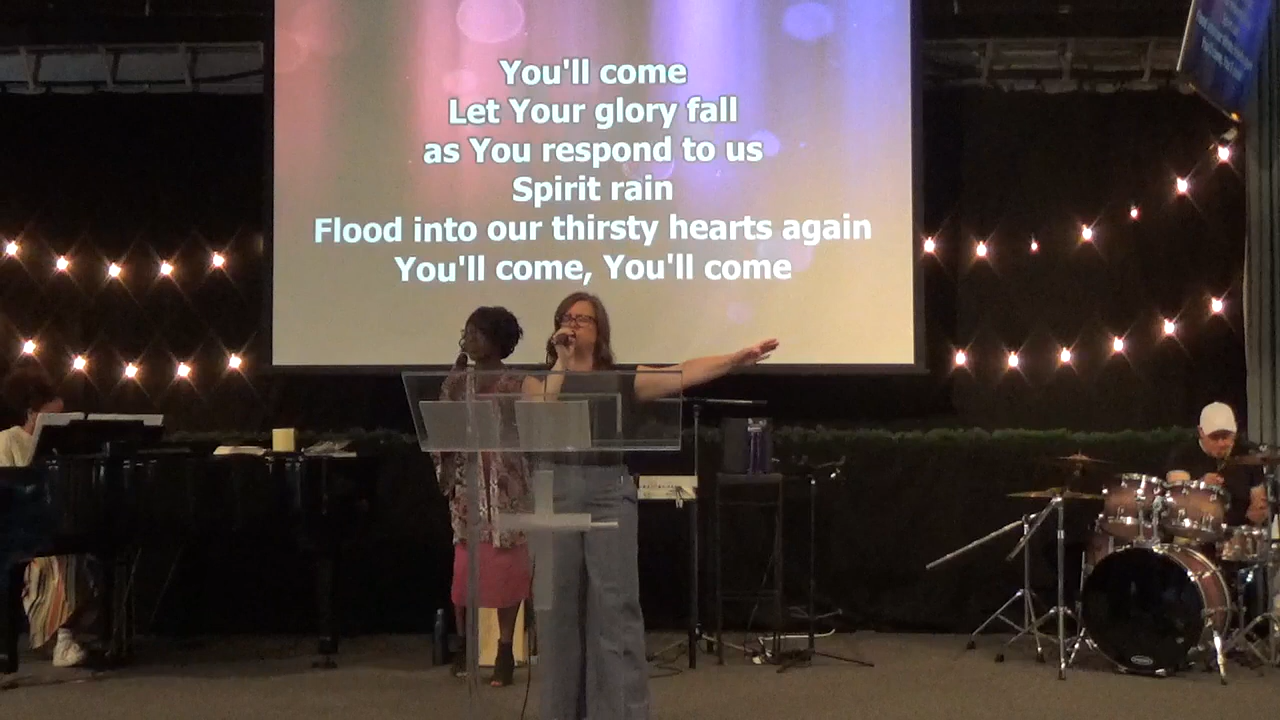 You'll come
Let Your glory fall
as You respond to us
Spirit rain
Flood into our thirsty hearts again
You'll come, You'll come